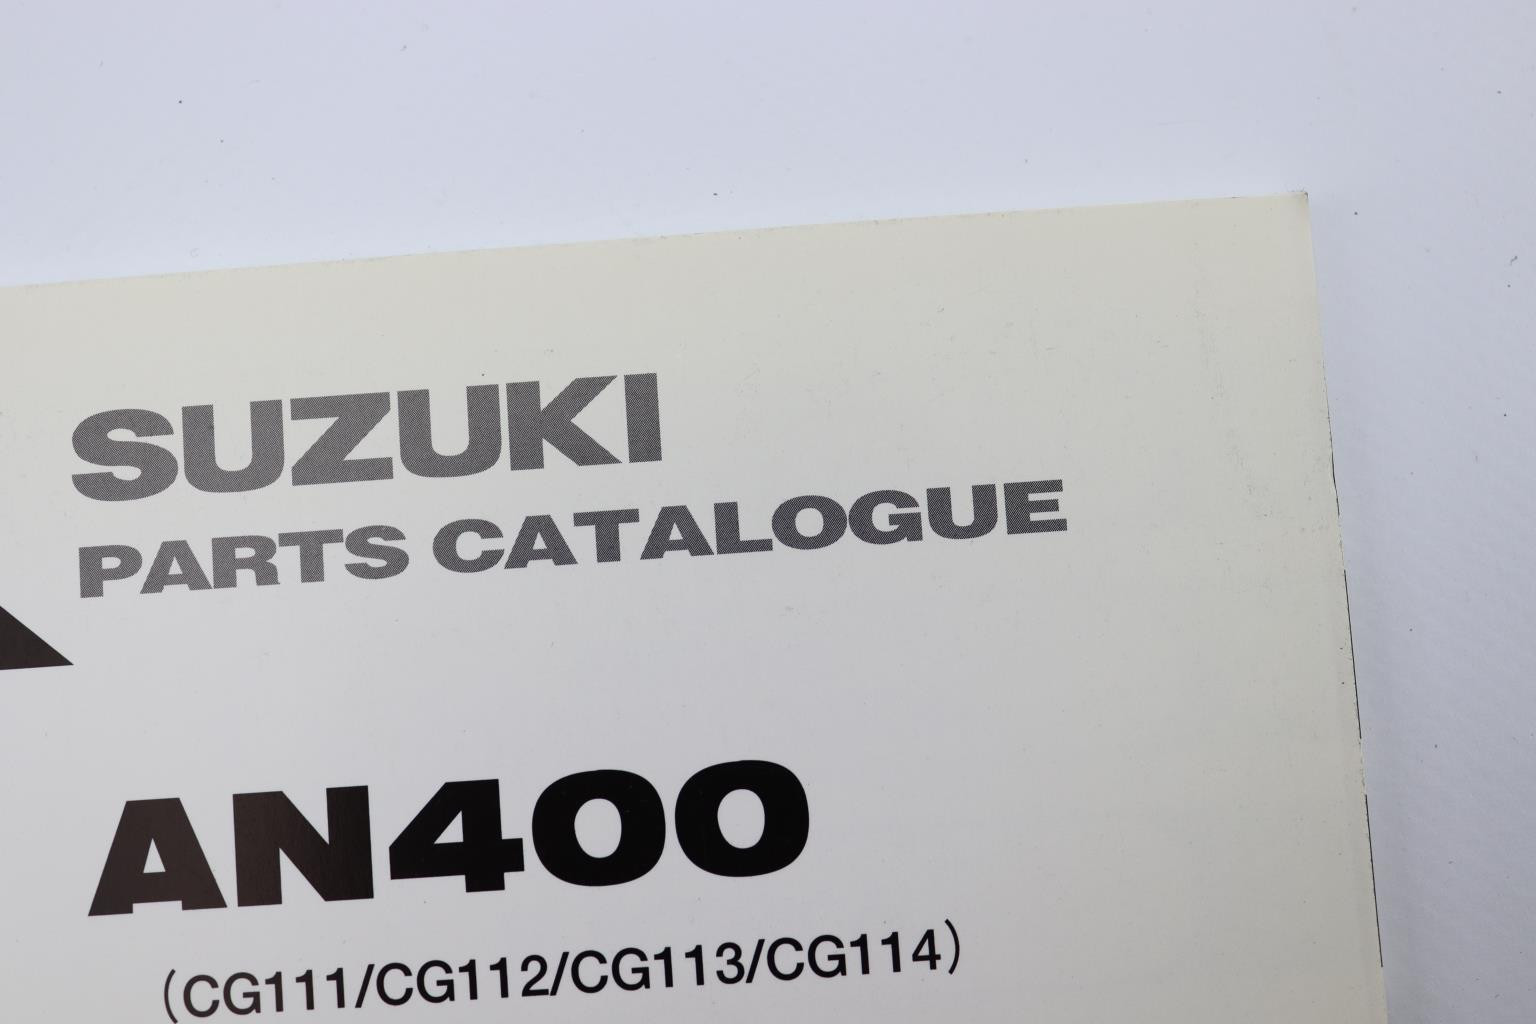 SUZUKI
PARTS CATALOGUE
AN400
(CG111/CG112/CG113/CG114)